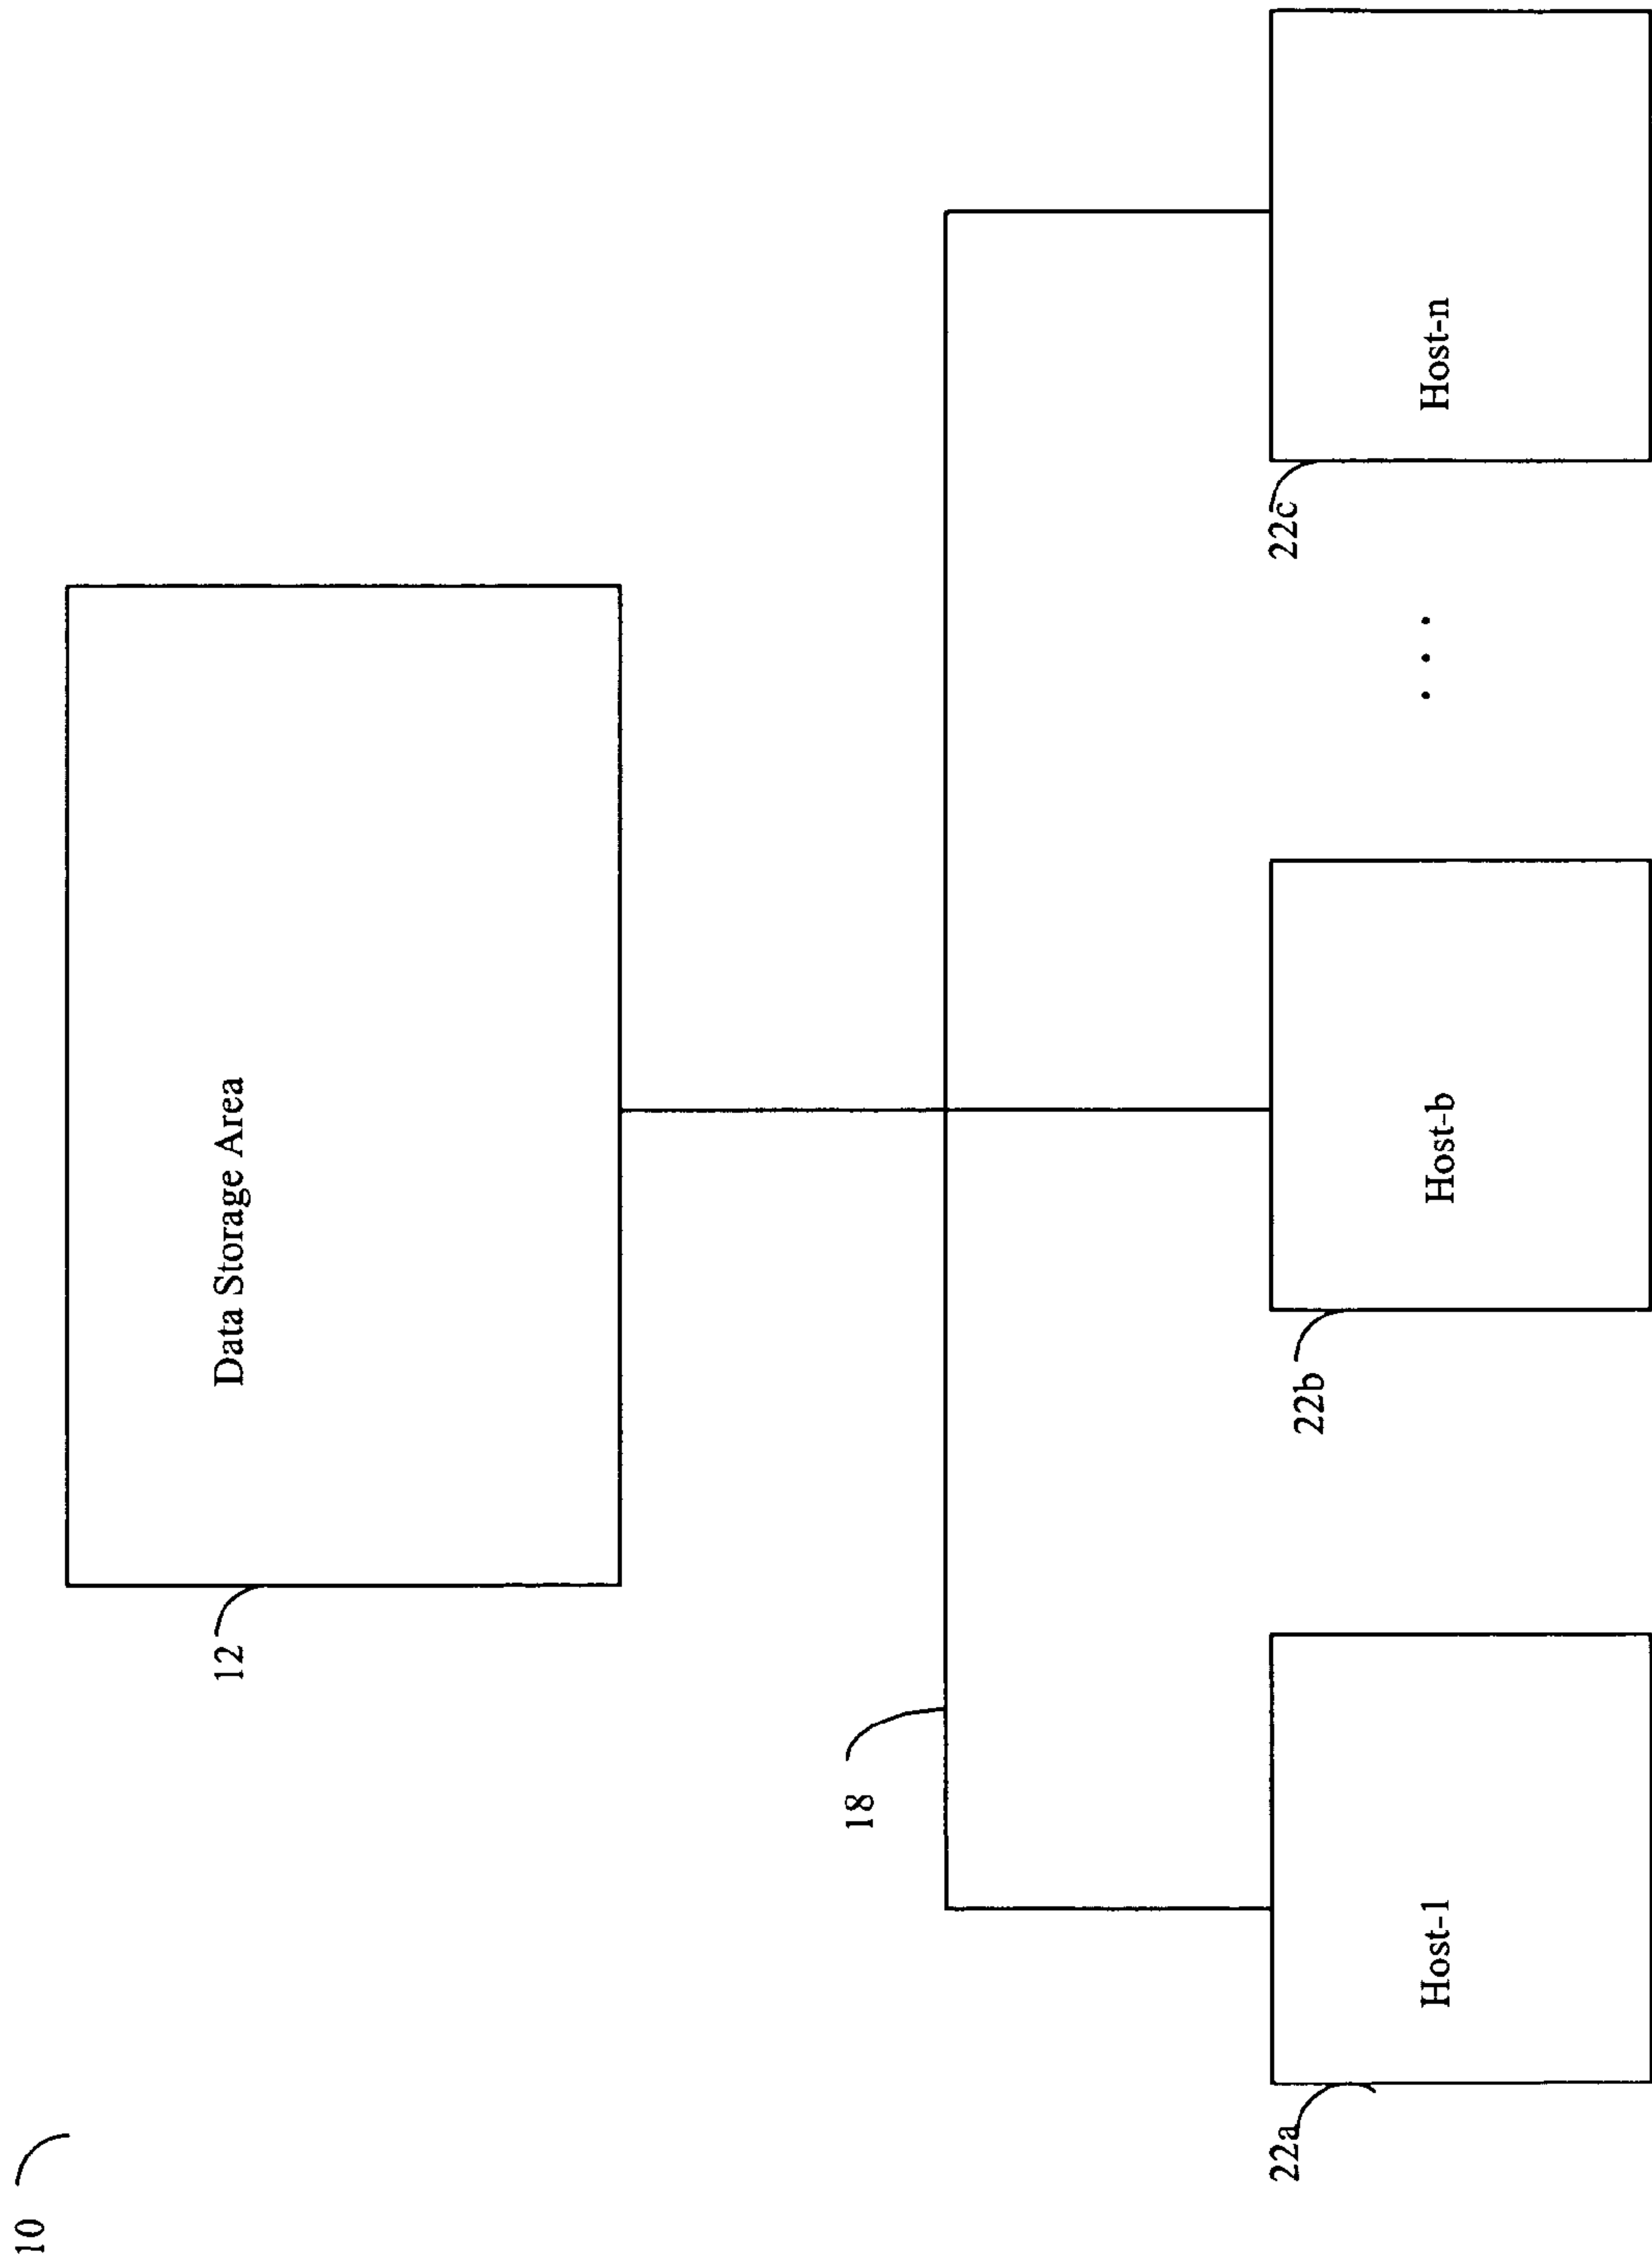 10
12
Data Storage Area
18
22a
Host-1
22b
Host-b
22c
Host-n
. . .